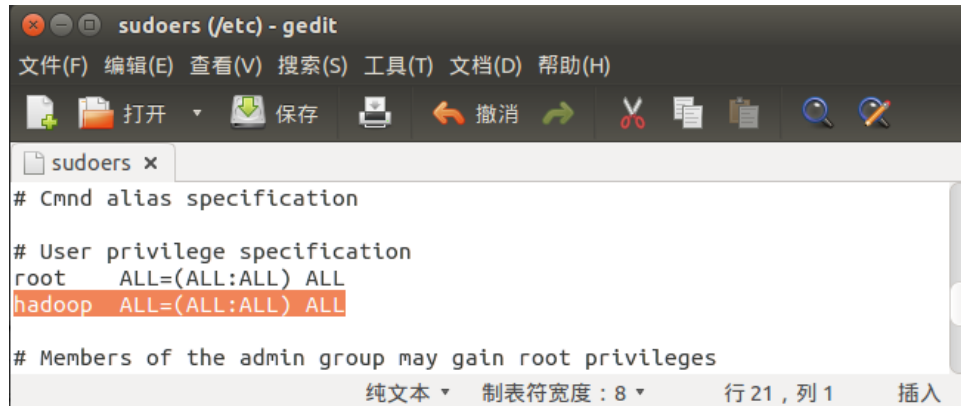 sudoers (/etc) - gedit
文件(F) 编辑(E) 查看(V) 搜索(S) 工具(T) 文档(D) 帮助(H)
打开 保存 撤消
sudoers ×
# Cmnd alias specification
# User privilege specification
root    ALL=(ALL:ALL) ALL
hadoop  ALL=(ALL:ALL) ALL
# Members of the admin group may gain root privileges
纯文本 制表符宽度：8 行 21，列 1 插入